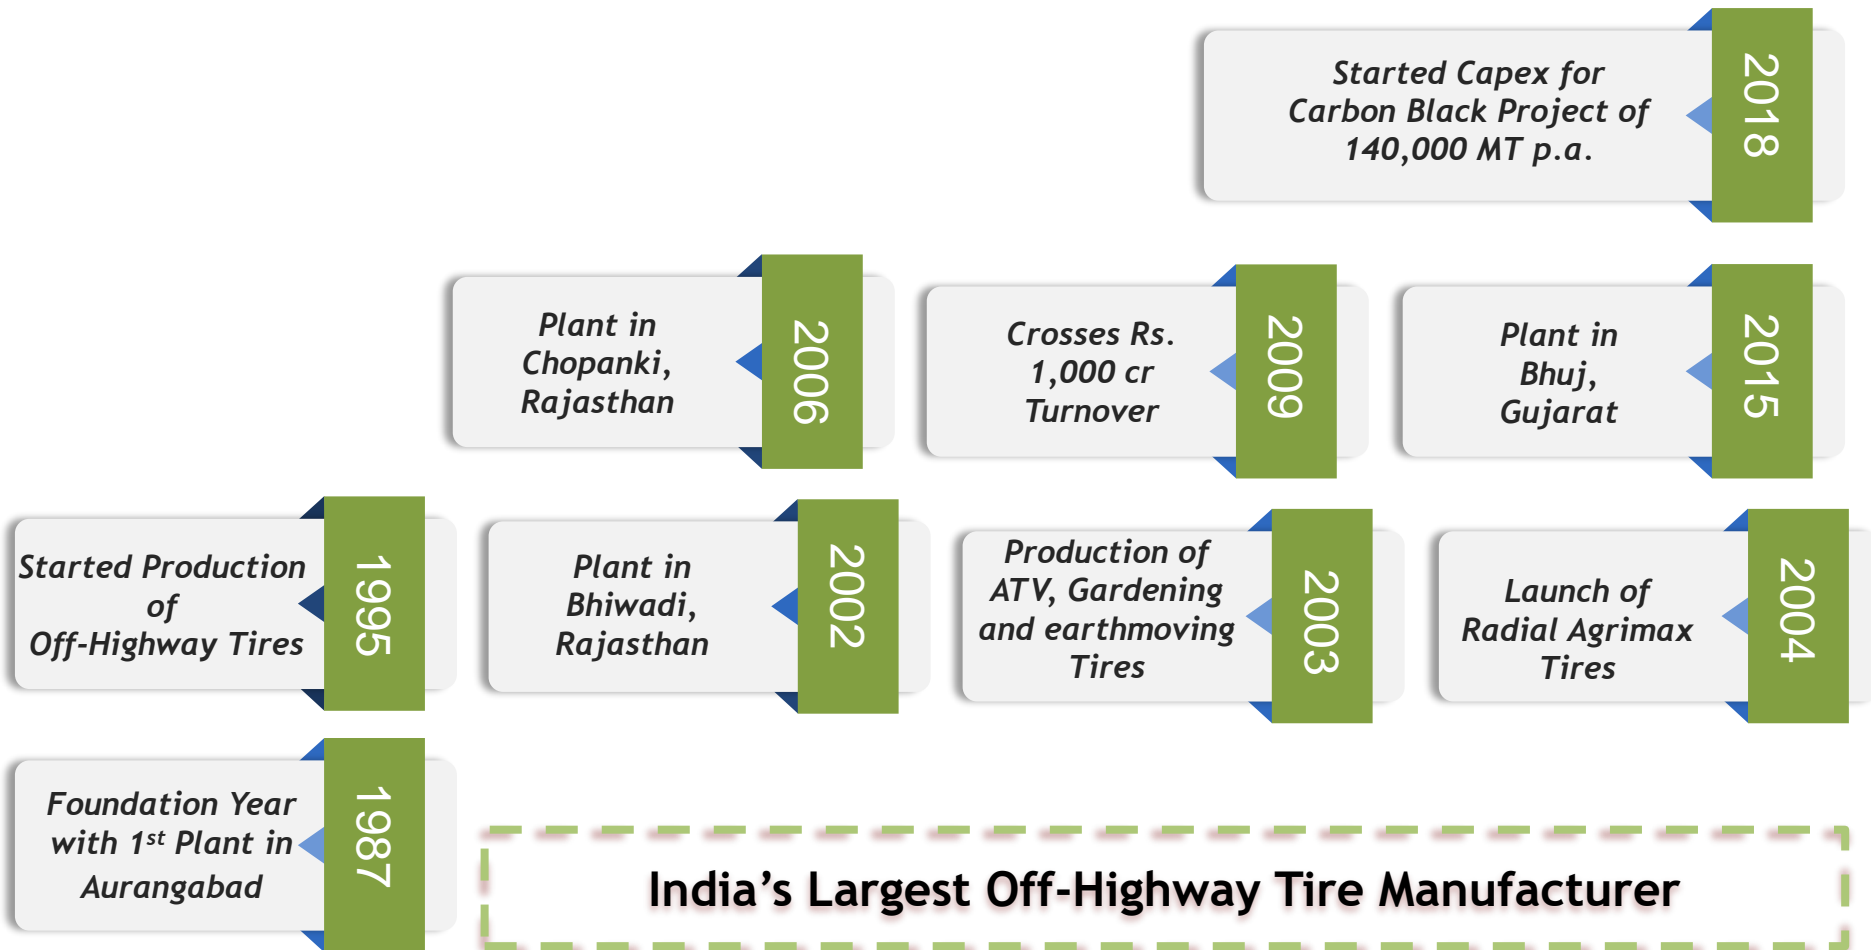 Started Capex for
Carbon Black Project of
140,000 MT p.a.
2018
Plant in
Chopanki,
Rajasthan
2006
Crosses Rs.
1,000 cr
Turnover
2009
Plant in
Bhuj,
Gujarat
2015
Started Production
of
Off-Highway Tires
1995
Plant in
Bhiwadi,
Rajasthan
2002
Production of
ATV, Gardening
and earthmoving
Tires
2003
Launch of
Radial Agrimax
Tires
2004
Foundation Year
with 1st Plant in
Aurangabad
1987
India's Largest Off-Highway Tire Manufacturer